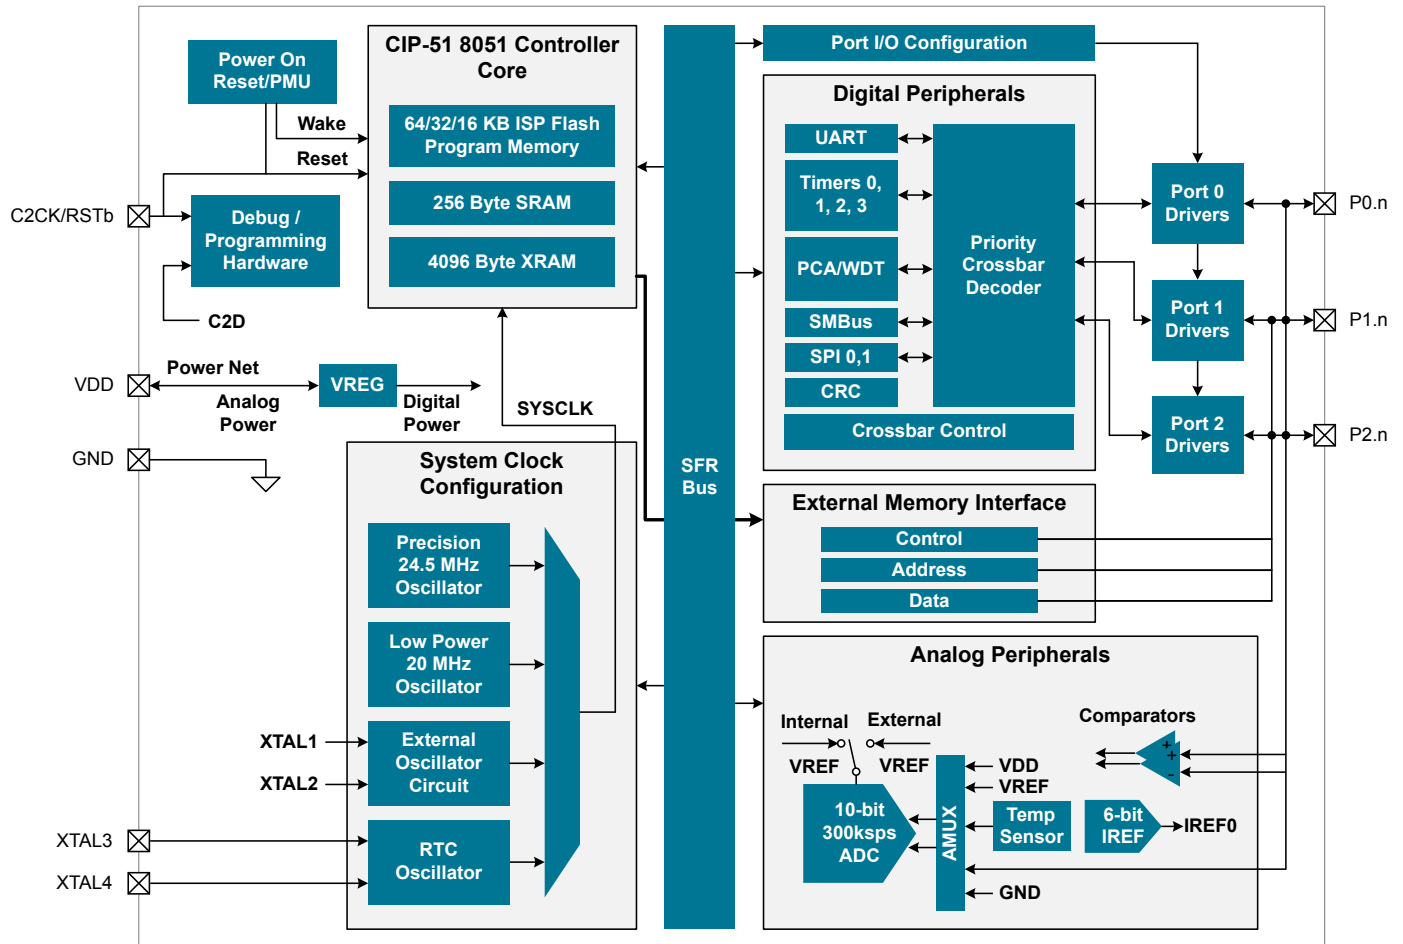 Power On
Reset/PMU
Wake
Reset
C2CK/RSTb
Debug /
Programming
Hardware
C2D
CIP-51 8051 Controller
Core
64/32/16 KB ISP Flash
Program Memory
256 Byte SRAM
4096 Byte XRAM
VDD
Power Net
Analog
Power
VREG
Digital
Power
GND
SYSCLK
System Clock
Configuration
Precision
24.5 MHz
Oscillator
Low Power
20 MHz
Oscillator
XTAL1
XTAL2
External
Oscillator
Circuit
XTAL3
XTAL4
RTC
Oscillator
SFR
Bus
Port I/O Configuration
Digital Peripherals
UART
Timers 0,
1, 2, 3
PCA/WDT
SMBus
SPI 0,1
CRC
Priority
Crossbar
Decoder
Crossbar Control
Port 0
Drivers
Port 1
Drivers
Port 2
Drivers
P0.n
P1.n
P2.n
External Memory Interface
Control
Address
Data
Analog Peripherals
Internal
VREF
External
VREF
10-bit
300ksps
ADC
AMUX
VDD
VREF
Temp
Sensor
GND
Comparators
+
+
-
6-bit
IREF
IREF0